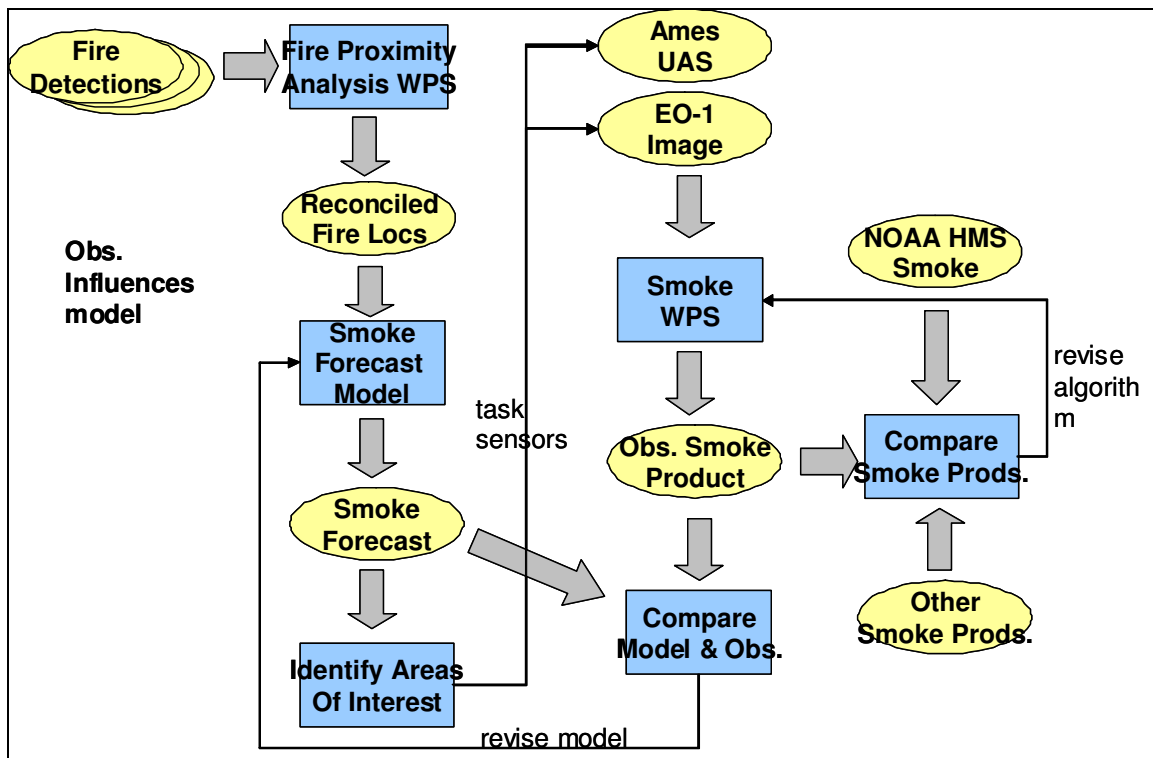 Fire
Detections
Fire Proximity
Analysis WPS
Ames
UAS
EO-1
Image
Reconciled
Fire Locs
Obs.
Influences
model
NOAA HMS
Smoke
Smoke
WPS
Smoke
Forecast
Model
revise
algorith
m
task
sensors
Obs. Smoke
Product
Compare
Smoke Prods.
Smoke
Forecast
Compare
Model & Obs.
Other
Smoke Prods.
Identify Areas
Of Interest
revise model